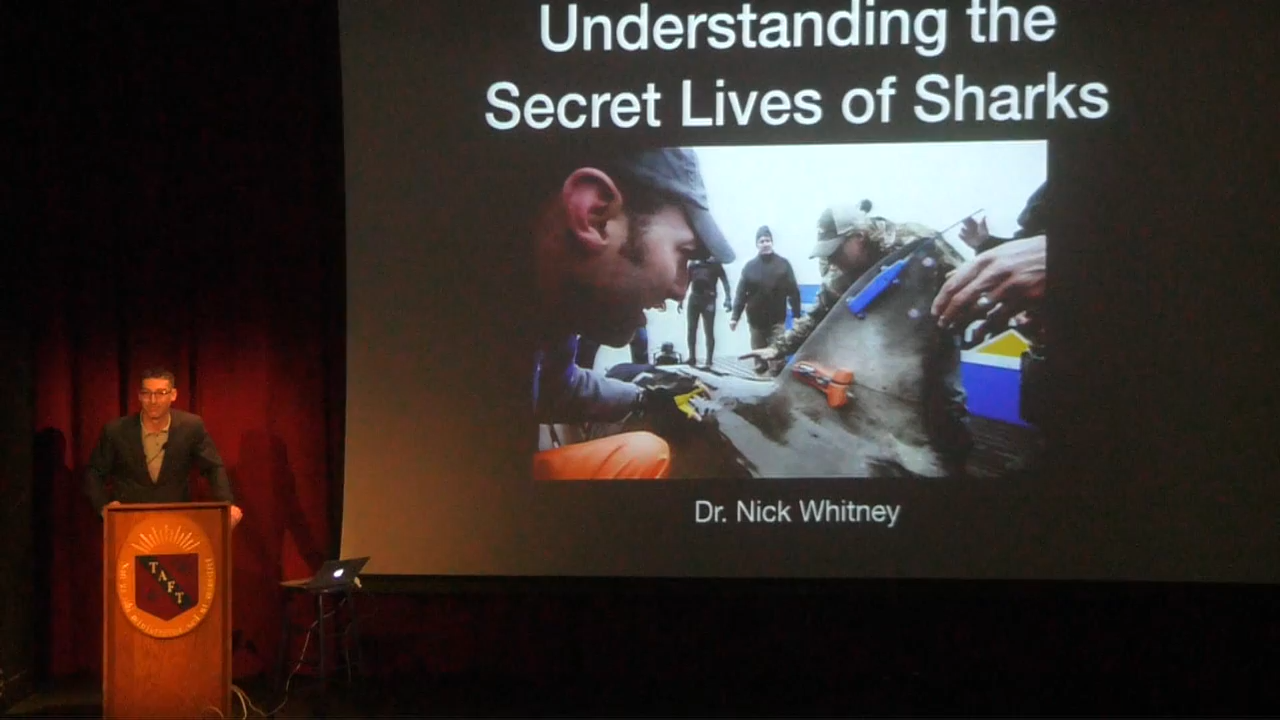 Understanding the
Secret Lives of Sharks
Dr. Nick Whitney
TAFT